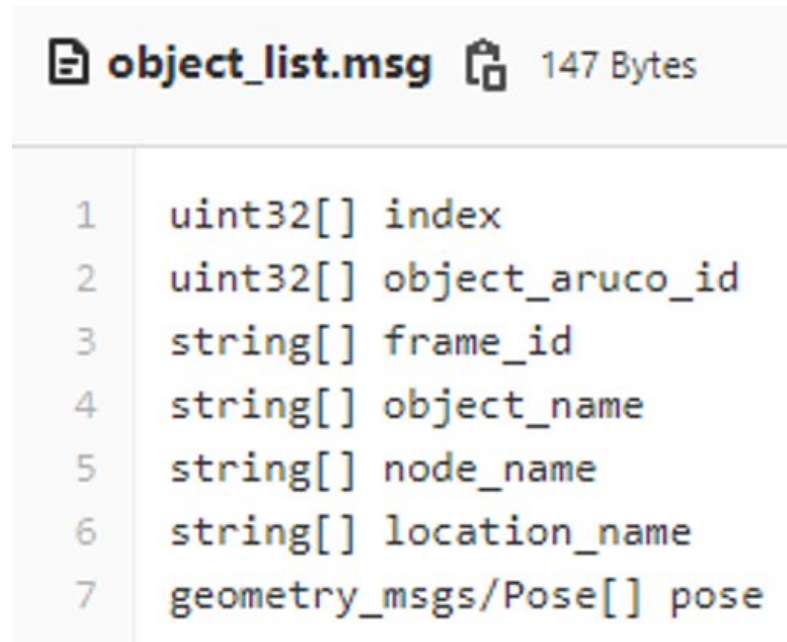 object_list.msg 147 Bytes
1 uint32[] index
2 uint32[] object_aruco_id
3 string[] frame_id
4 string[] object_name
5 string[] node_name
6 string[] location_name
7 geometry_msgs/Pose[] pose